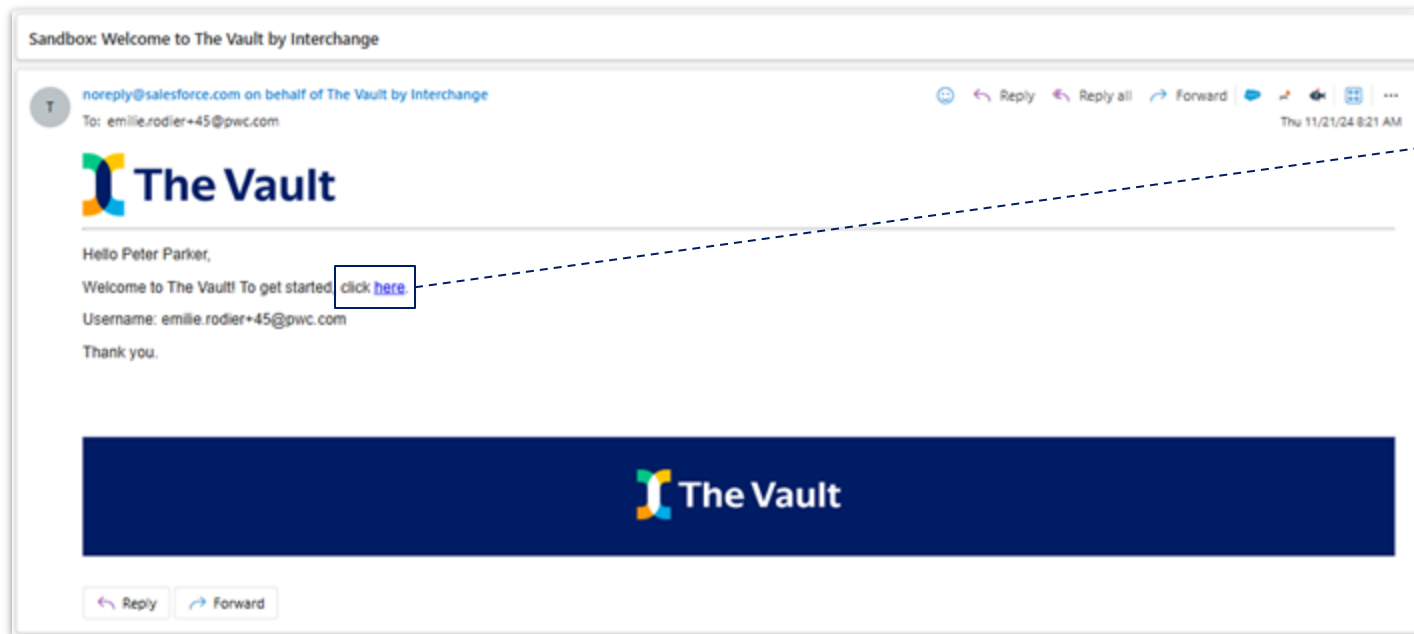 Sandbox: Welcome to The Vault by Interchange
T
noreply@salesforce.com on behalf of The Vault by Interchange
Reply Reply all Forward
To: emilie.rodier+45@pwc.com
Thu 11/21/24 8:21 AM
The Vault
Hello Peter Parker,
Welcome to The Vault! To get started, click here.
Username: emilie.rodier+45@pwc.com
Thank you.
The Vault
Reply Forward